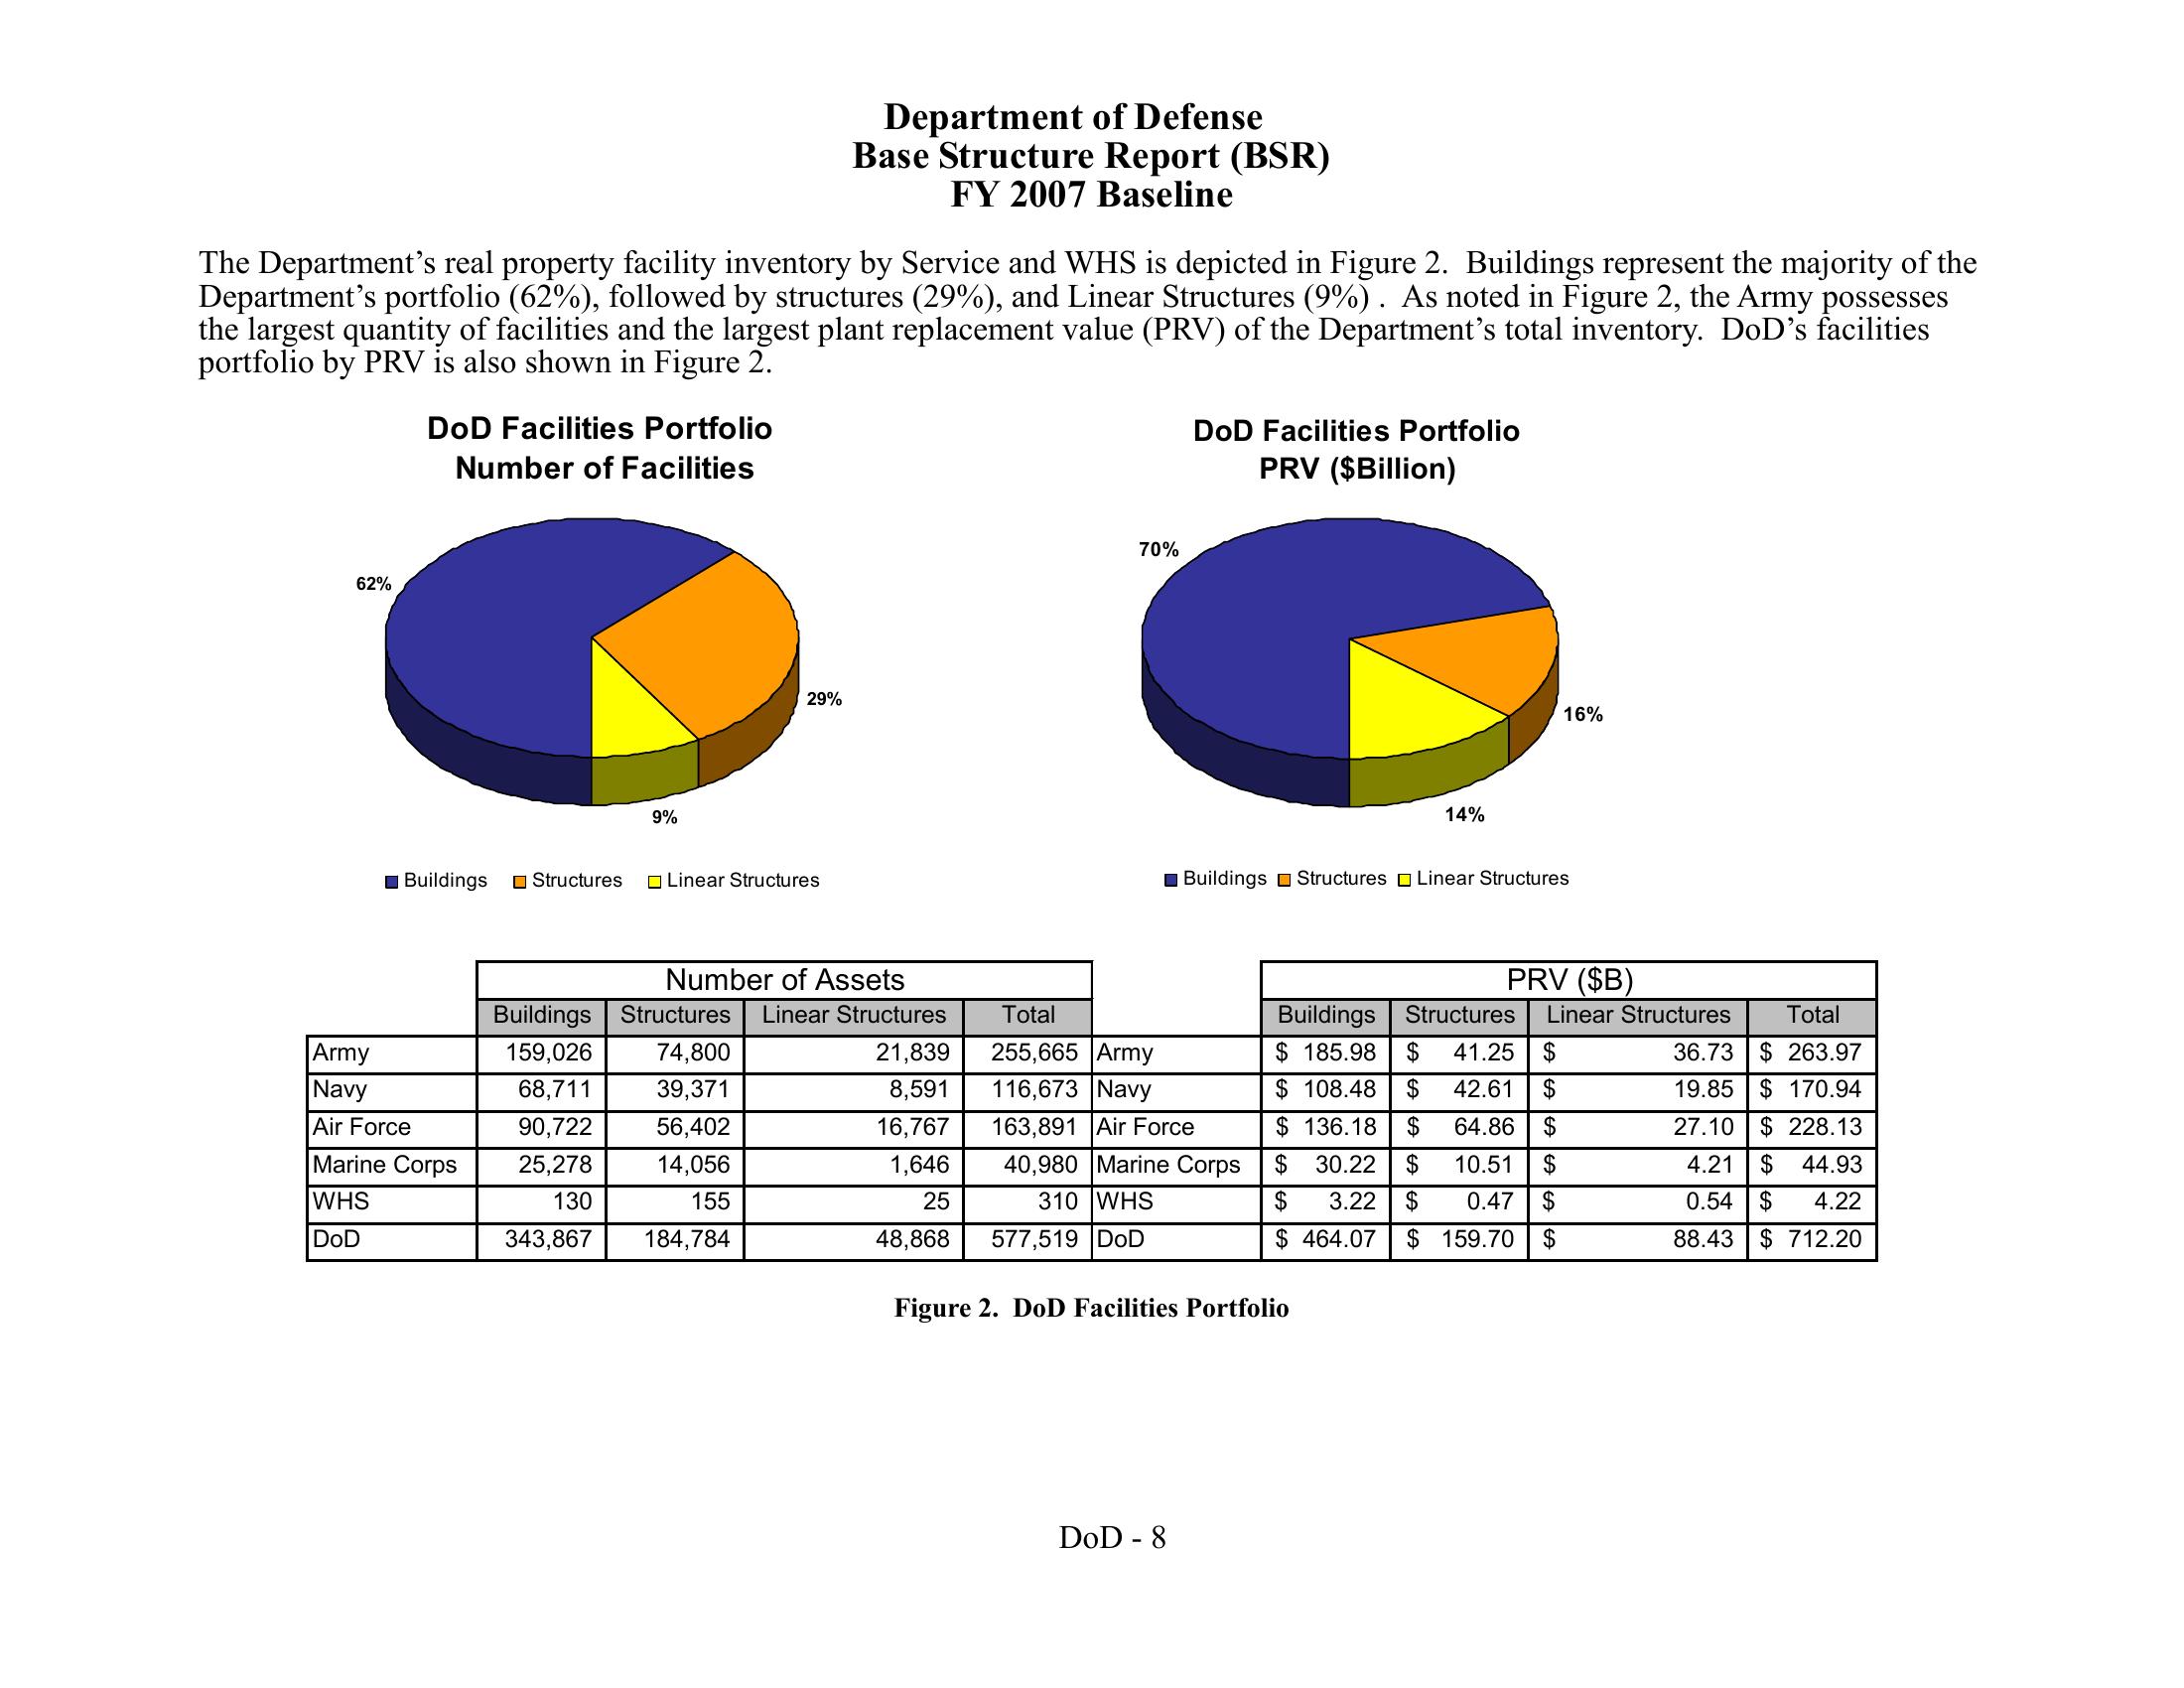 Department of Defense
Base Structure Report (BSR)
FY 2007 Baseline
The Department’s real property facility inventory by Service and WHS is depicted in Figure 2.  Buildings represent the majority of the
Department’s portfolio (62%), followed by structures (29%), and Linear Structures (9%) .  As noted in Figure 2, the Army possesses
the largest quantity of facilities and the largest plant replacement value (PRV) of the Department’s total inventory.  DoD’s facilities
portfolio by PRV is also shown in Figure 2.
DoD Facilities Portfolio
Number of Facilities
62%
29%
9%
Buildings Structures Linear Structures
DoD Facilities Portfolio
PRV ($Billion)
70%
16%
14%
Buildings Structures Linear Structures
Number of Assets PRV ($B)
Buildings Structures Linear Structures Total Buildings Structures Linear Structures Total
Army 159,026 74,800 21,839 255,665 Army $ 185.98 $ 41.25 $ 36.73 $ 263.97
Navy 68,711 39,371 8,591 116,673 Navy $ 108.48 $ 42.61 $ 19.85 $ 170.94
Air Force 90,722 56,402 16,767 163,891 Air Force $ 136.18 $ 64.86 $ 27.10 $ 228.13
Marine Corps 25,278 14,056 1,646 40,980 Marine Corps $ 30.22 $ 10.51 $ 4.21 $ 44.93
WHS 130 155 25 310 WHS $ 3.22 $ 0.47 $ 0.54 $ 4.22
DoD 343,867 184,784 48,868 577,519 DoD $ 464.07 $ 159.70 $ 88.43 $ 712.20
Figure 2.  DoD Facilities Portfolio
DoD - 8